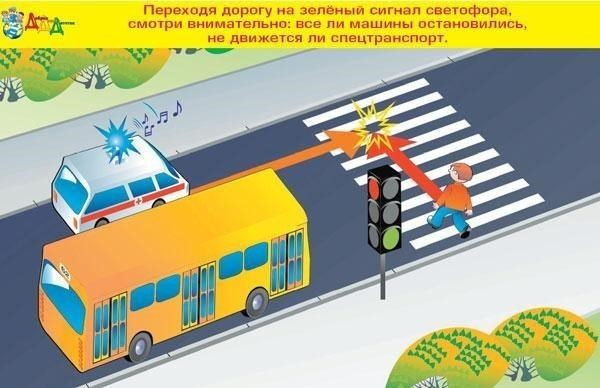 Переходя дорогу на зелёный сигнал светофора,
смотри внимательно: все ли машины остановились,
не движется ли спецтранспорт.